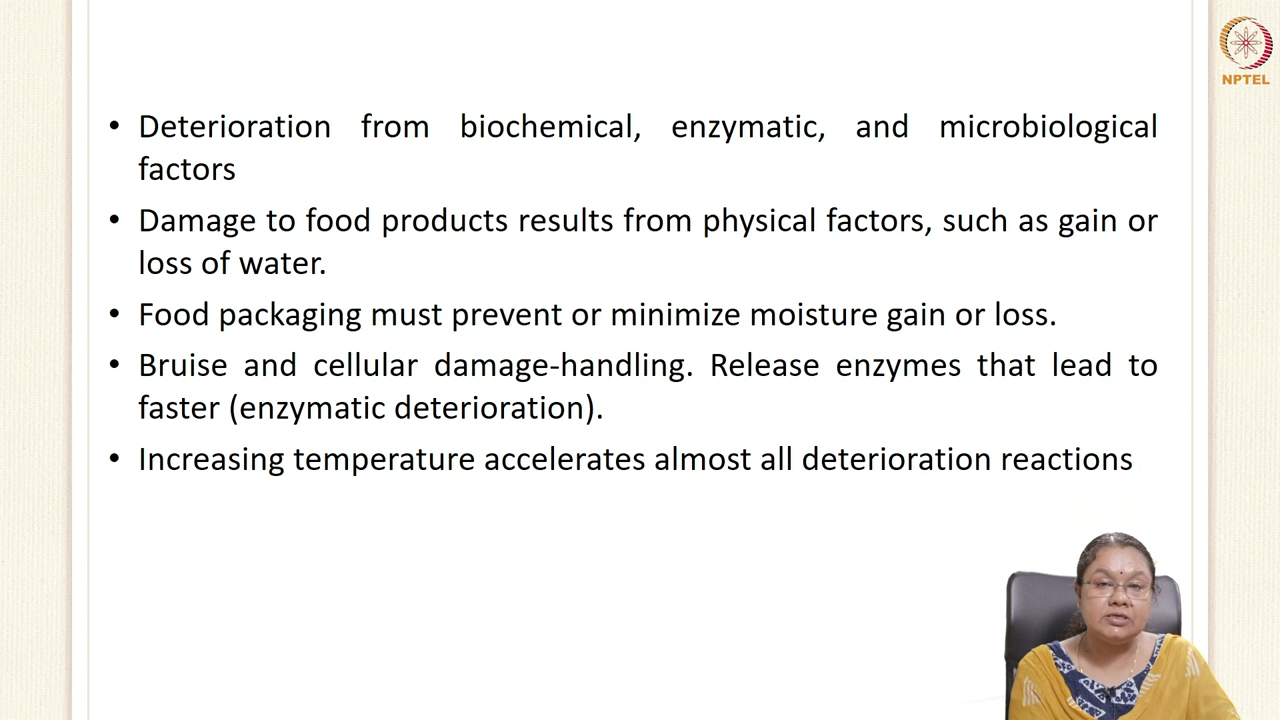 NPTEL
• Deterioration from biochemical, enzymatic, and microbiological
factors
• Damage to food products results from physical factors, such as gain or
loss of water.
• Food packaging must prevent or minimize moisture gain or loss.
• Bruise and cellular damage-handling. Release enzymes that lead to
faster (enzymatic deterioration).
• Increasing temperature accelerates almost all deterioration reactions